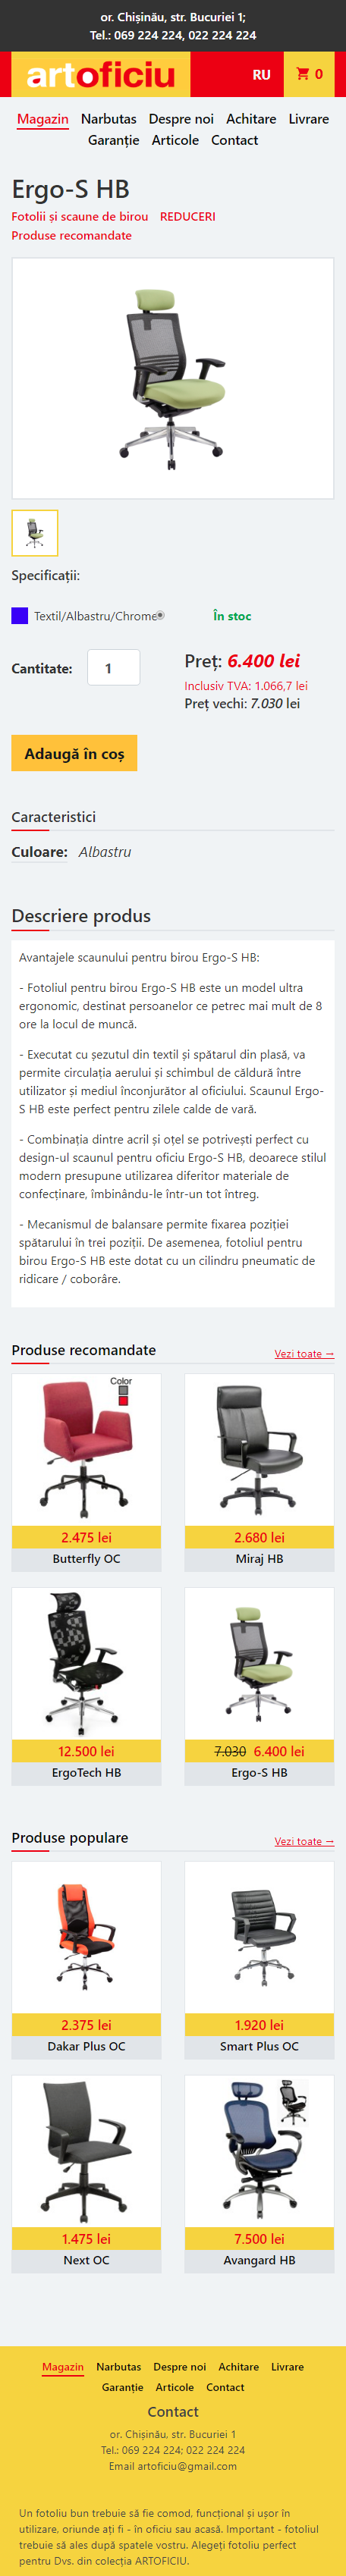 or. Chișinău, str. Bucuriei 1;
Tel.: 069 224 224, 022 224 224
artoficiu
RU
0
Magazin Narbutas Despre noi Achitare Livrare
Garanție Articole Contact
Ergo-S HB
Fotolii și scaune de birou REDUCERI
Produse recomandate
Specificații:
Textil/Albastru/Chrome În stoc
Cantitate: 1
Preț: 6.400 lei
Inclusiv TVA: 1.066,7 lei
Preț vechi: 7.030 lei
Adaugă în coș
Caracteristici
Culoare: Albastru
Descriere produs
Avantajele scaunului pentru birou Ergo-S HB:
- Fotoliul pentru birou Ergo-S HB este un model ultra
ergonomic, destinat persoanelor ce petrec mai mult de 8
ore la locul de muncă.
- Executat cu șezutul din textil și spătarul din plasă, va
permite circulația aerului și schimbul de căldură între
utilizator și mediul înconjurător al oficiului. Scaunul Ergo-
S HB este perfect pentru zilele calde de vară.
- Combinația dintre acril și oțel se potrivești perfect cu
design-ul scaunul pentru oficiu Ergo-S HB, deoarece stilul
modern presupune utilizarea diferitor materiale de
confecținare, îmbinându-le într-un tot întreg.
- Mecanismul de balansare permite fixarea poziției
spătarului în trei poziții. De asemenea, fotoliul pentru
birou Ergo-S HB este dotat cu un cilindru pneumatic de
ridicare / coborâre.
Produse recomandate Vezi toate →
Color
2.475 lei 2.680 lei
Butterfly OC Miraj HB
12.500 lei 7.030 6.400 lei
ErgoTech HB Ergo-S HB
Produse populare Vezi toate →
2.375 lei 1.920 lei
Dakar Plus OC Smart Plus OC
1.475 lei 7.500 lei
Next OC Avangard HB
Magazin Narbutas Despre noi Achitare Livrare
Garanție Articole Contact
Contact
or. Chișinău, str. Bucuriei 1
Tel.: 069 224 224; 022 224 224
Email artoficiu@gmail.com
Un fotoliu bun trebuie să fie comod, funcțional și ușor în
utilizare, oriunde ați fi - în oficiu sau acasă. Important - fotoliul
trebuie să ales după spatele vostru. Alegeți fotoliu perfect
pentru Dvs. din colecția ARTOFICIU.